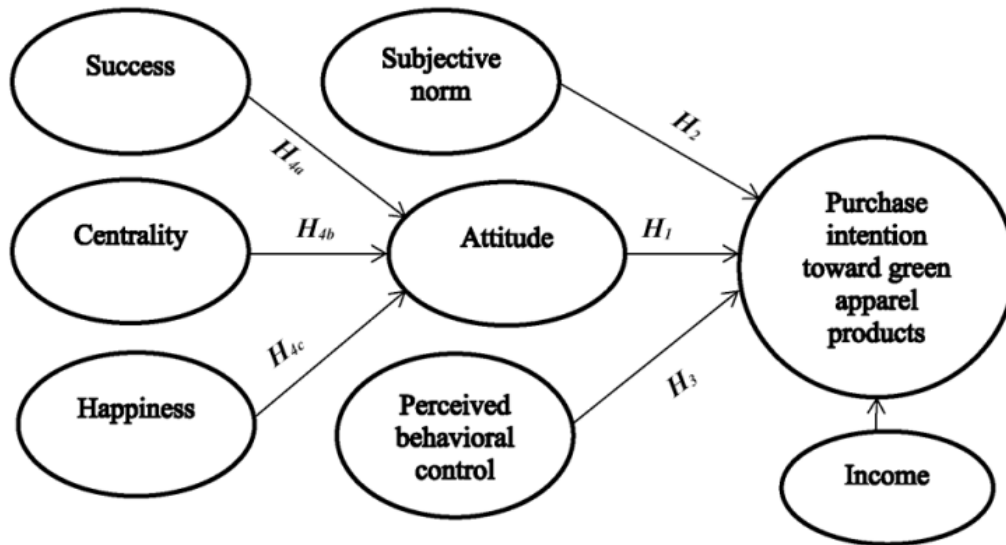 Success
Subjective
norm
H2
H4a
Centrality
H4b
Attitude
H1
Purchase
intention
toward green
apparel
products
Happiness
H4c
Perceived
behavioral
control
H3
Income